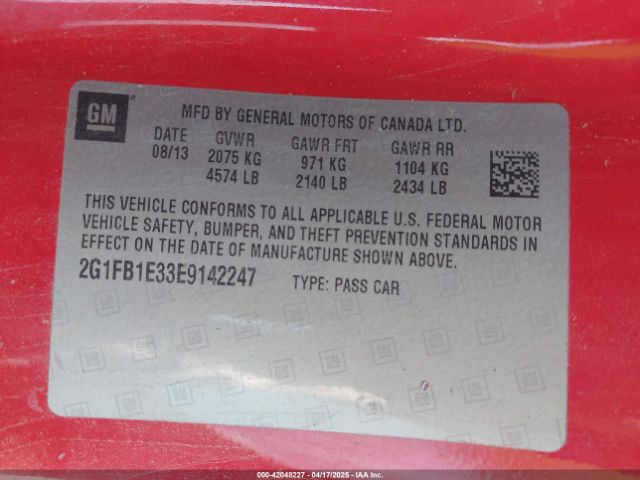 GM
MFD BY GENERAL MOTORS OF CANADA LTD.
DATE GVWR GAWR FRT GAWR RR
08/13 2075 KG 971 KG 1104 KG
4574 LB 2140 LB 2434 LB
THIS VEHICLE CONFORMS TO ALL APPLICABLE U.S. FEDERAL MOTOR
VEHICLE SAFETY, BUMPER, AND THEFT PREVENTION STANDARDS IN
EFFECT ON THE DATE OF MANUFACTURE SHOWN ABOVE.
2G1FB1E33E9142247 TYPE: PASS CAR
000-42048227 - 04/17/2025 - IAA Inc.